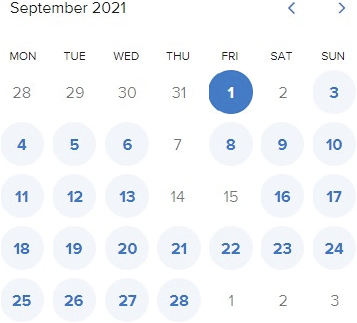 September 2021
MON TUE WED THU FRI SAT SUN
28 29 30 31 1 2 3
4 5 6 7 8 9 10
11 12 13 14 15 16 17
18 19 20 21 22 23 24
25 26 27 28 1 2 3